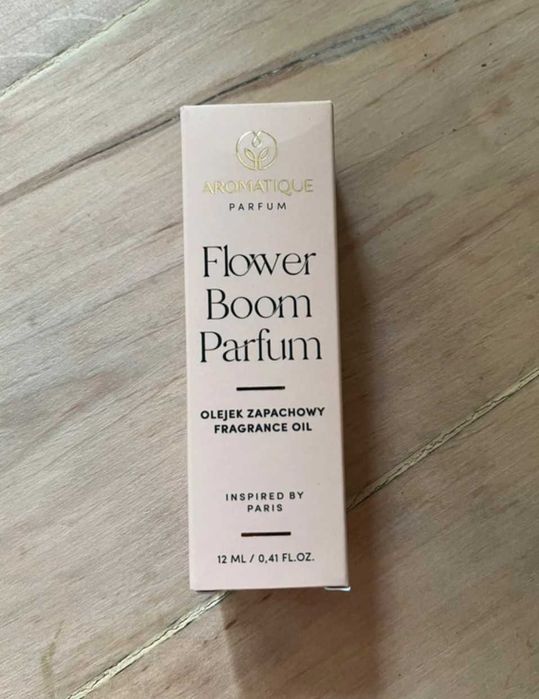 AROMATIQUE
PARFUM
Flower
Boom
Parfum
OLEJEK ZAPACHOWY
FRAGRANCE OIL
INSPIRED BY
PARIS
12 ML / 0,41 FL.OZ.